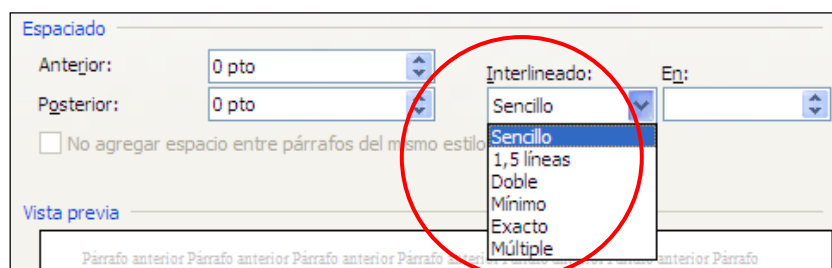 Espaciado
Anterior: 0 pto
Interlineado: En:
Posterior: 0 pto Sencillo
No agregar espacio entre párrafos del mismo estilo
Sencillo
1,5 líneas
Doble
Mínimo
Exacto
Múltiple
Vista previa
Párrafo anterior Párrafo anterior Párrafo anterior Párrafo anterior Párrafo